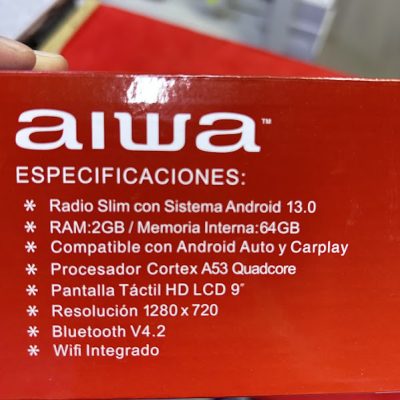 aiwa™
ESPECIFICACIONES:
* Radio Slim con Sistema Android 13.0
* RAM:2GB / Memoria Interna:64GB
* Compatible con Android Auto y Carplay
* Procesador Cortex A53 Quadcore
* Pantalla Táctil HD LCD 9″
* Resolución 1280 x 720
* Bluetooth V4.2
* Wifi Integrado